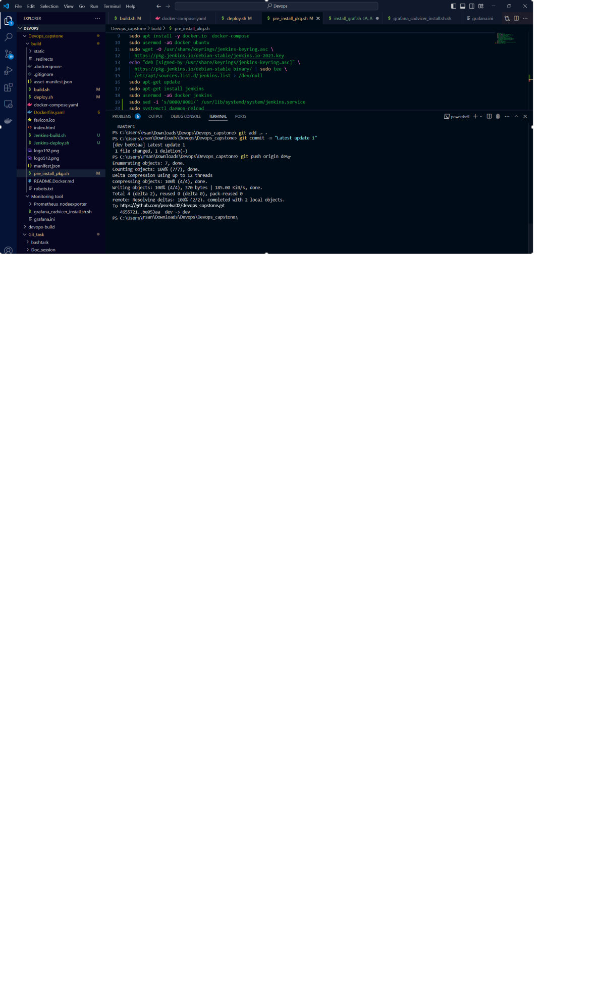 File Edit Selection View Go Run Terminal Help
Devops
EXPLORER
DEVOPS
Devops_capstone
build
static
_redirects
.dockerignore
.gitignore
asset-manifest.json
build.sh M
deploy.sh M
docker-compose.yaml
Dockerfile.yaml 6
favicon.ico
index.html
Jenkins-build.sh U
Jenkins-deploy.sh U
logo192.png
logo512.png
manifest.json
pre_install_pkg.sh M
README.Docker.md
robots.txt
Monitoring tool
Prometheus_nodeexporter
grafana_cadvicer_install.sh.sh
grafana.ini
devops-build
Git_task
bashtask
Doc_session
1
19
build.sh M docker-compose.yaml deploy.sh M pre_install_pkg.sh M install_graf.sh ↓A, A grafana_cadvicer_install.sh.sh grafana.ini
Devops_capstone > build > $ pre_install_pkg.sh
9 sudo apt install -y docker.io docker-compose
10 sudo usermod -aG docker ubuntu
11 sudo wget -O /usr/share/keyrings/jenkins-keyring.asc \
12 https://pkg.jenkins.io/debian-stable/jenkins.io-2023.key
13 echo "deb [signed-by=/usr/share/keyrings/jenkins-keyring.asc]" \
14 https://pkg.jenkins.io/debian-stable binary/ | sudo tee \
15 /etc/apt/sources.list.d/jenkins.list > /dev/null
16 sudo apt-get update
17 sudo apt-get install jenkins
18 sudo usermod -aG docker jenkins
19 sudo sed -i 's/8080/8081/' /usr/lib/systemd/system/jenkins.service
20 sudo systemctl daemon-reload
PROBLEMS 6 OUTPUT DEBUG CONSOLE TERMINAL PORTS
powershell
master1
PS C:\Users\rsan\Downloads\Devops\Devops_capstone> git add .. .
PS C:\Users\rsan\Downloads\Devops\Devops_capstone> git commit -m "Latest update 1"
[dev be053aa] Latest update 1
1 file changed, 1 deletion(-)
PS C:\Users\rsan\Downloads\Devops\Devops_capstone> git push origin dev
Enumerating objects: 7, done.
Counting objects: 100% (7/7), done.
Delta compression using up to 12 threads
Compressing objects: 100% (4/4), done.
Writing objects: 100% (4/4), 370 bytes | 185.00 KiB/s, done.
Total 4 (delta 2), reused 0 (delta 0), pack-reused 0
remote: Resolving deltas: 100% (2/2), completed with 2 local objects.
To https://github.com/psselva02/devops_copstone.git
4655721..be053aa dev -> dev
PS C:\Users\rsan\Downloads\Devops\Devops_capstone>